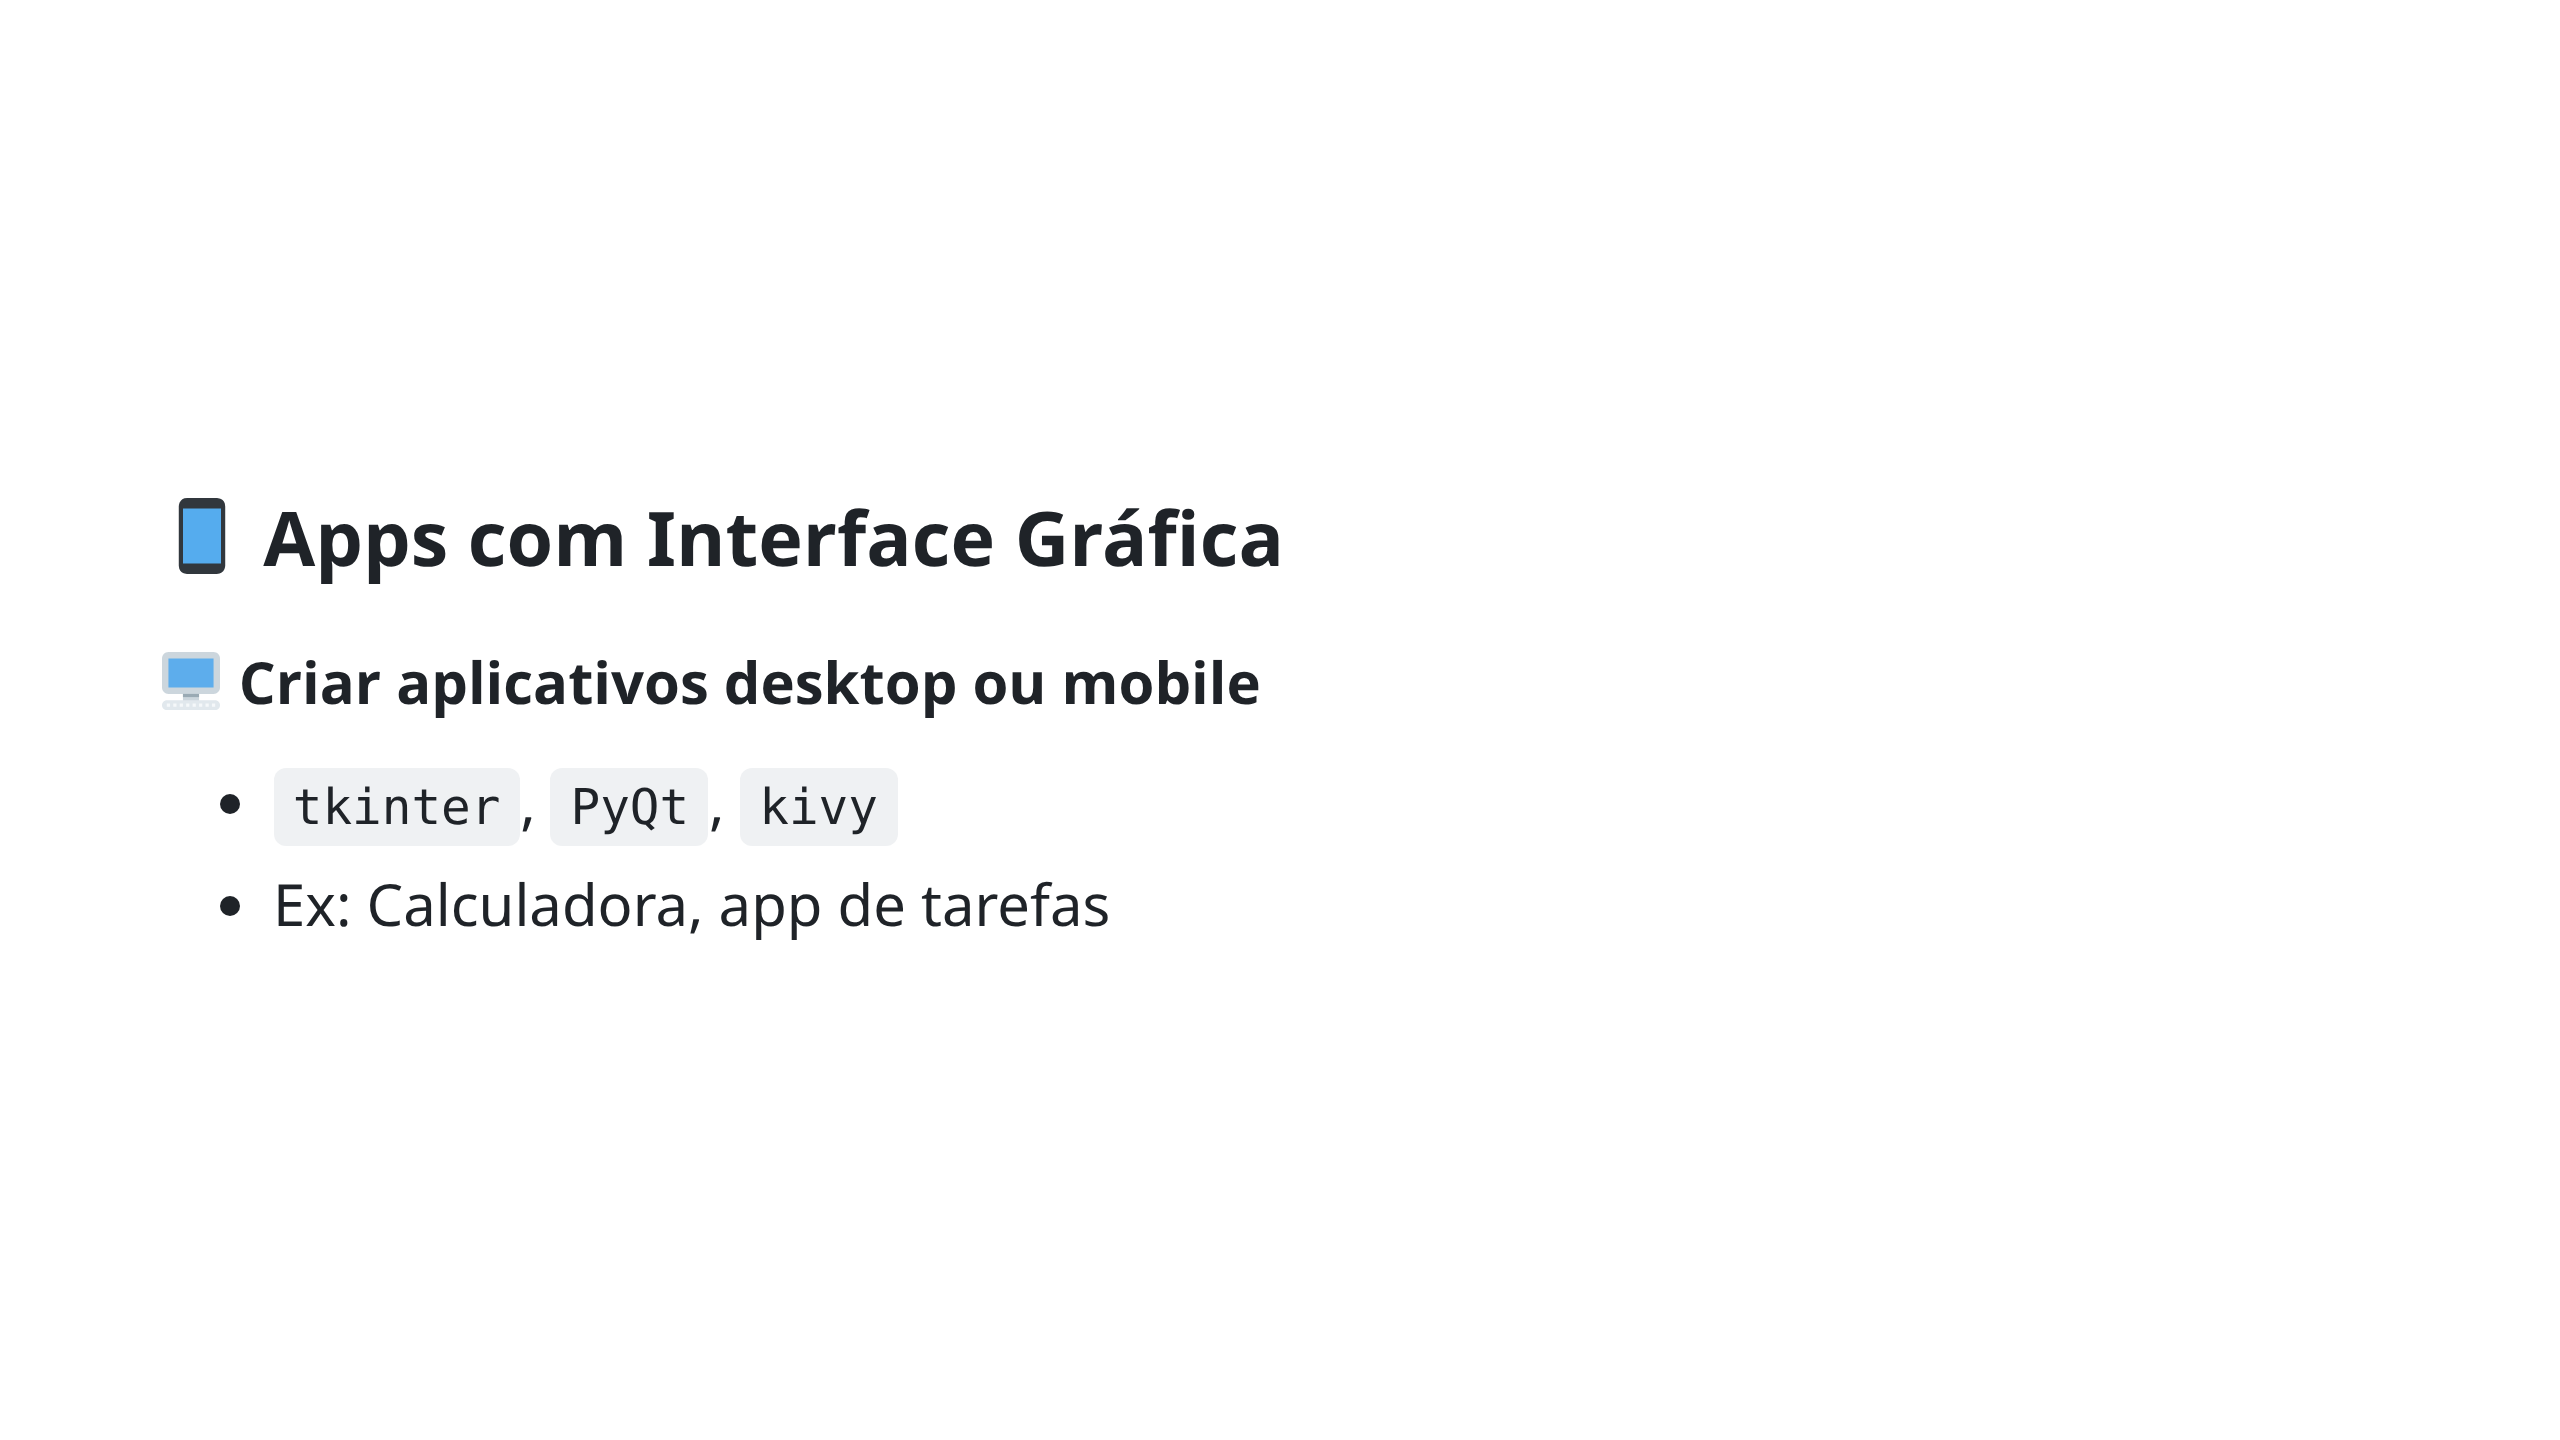 Apps com Interface Gráfica
Criar aplicativos desktop ou mobile
tkinter, PyQt, kivy
Ex: Calculadora, app de tarefas